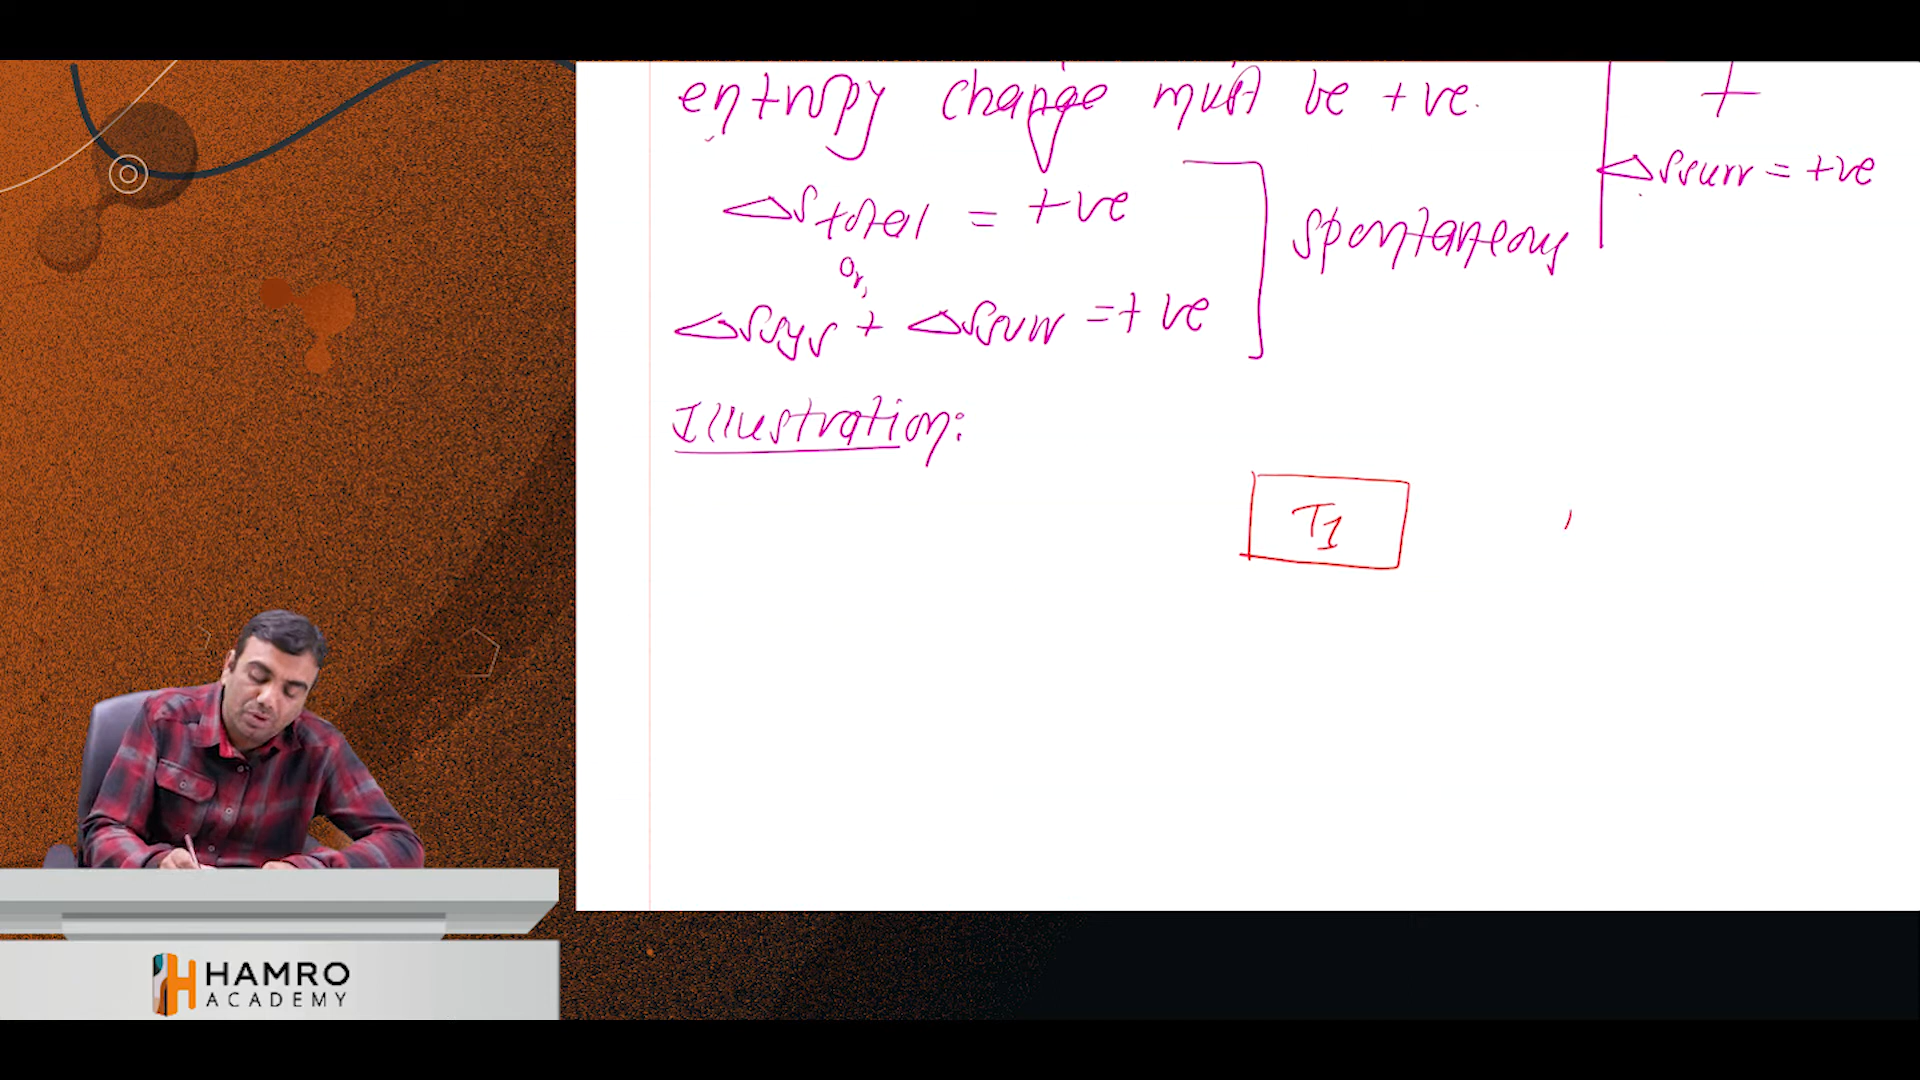 entropy change must be +ve.
ΔStotal = +ve
Or,
ΔSsys + ΔSsurr = +ve
spontaneous
+
ΔSsurr = +ve
Illustration:
T1
HAMRO
ACADEMY